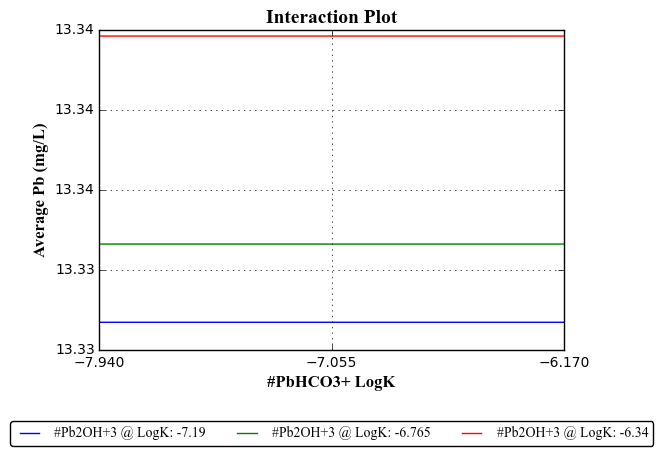 Interaction Plot
13.34
13.34
13.34
13.33
13.33
Average Pb (mg/L)
−7.940 −7.055 −6.170
#PbHCO3+ LogK
#Pb2OH+3 @ LogK: -7.19 #Pb2OH+3 @ LogK: -6.765 #Pb2OH+3 @ LogK: -6.34